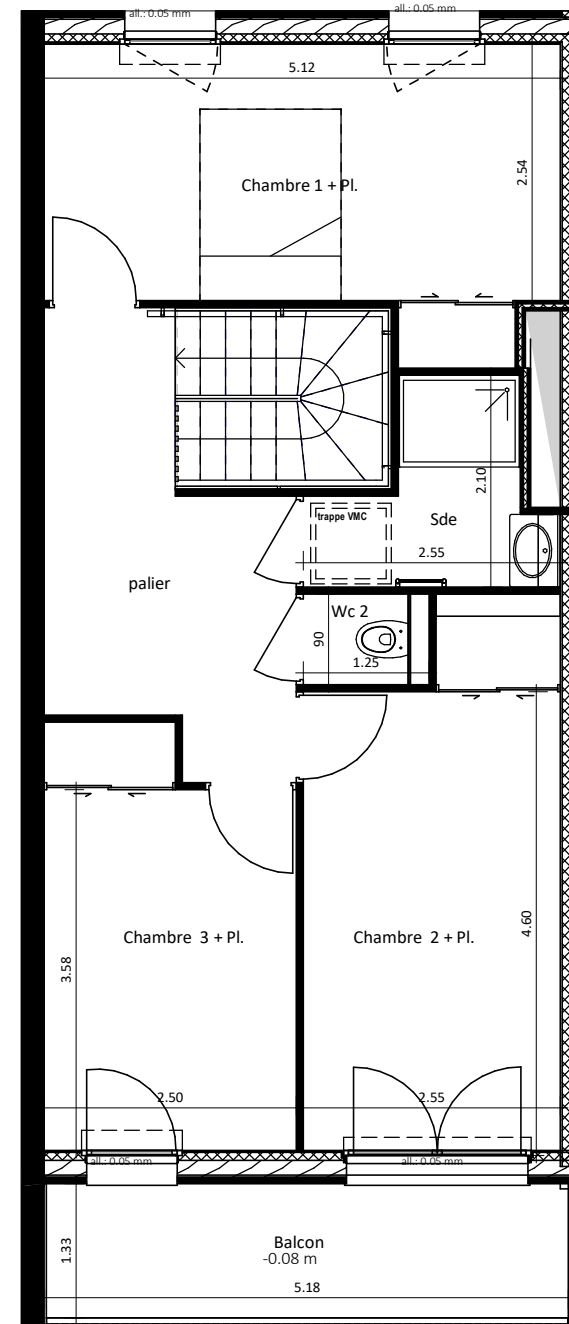 all.: 0.05 mm
all.: 0.05 mm
5.12
2.54
Chambre 1 + Pl.
2.10
trappe VMC
Sde
2.55
palier
Wc 2
90
1.25
Chambre 3 + Pl.
Chambre 2 + Pl.
4.60
3.58
2.50
2.55
all.: 0.05 mm
all.: 0.05 mm
Balcon
-0.08 m
1.33
5.18